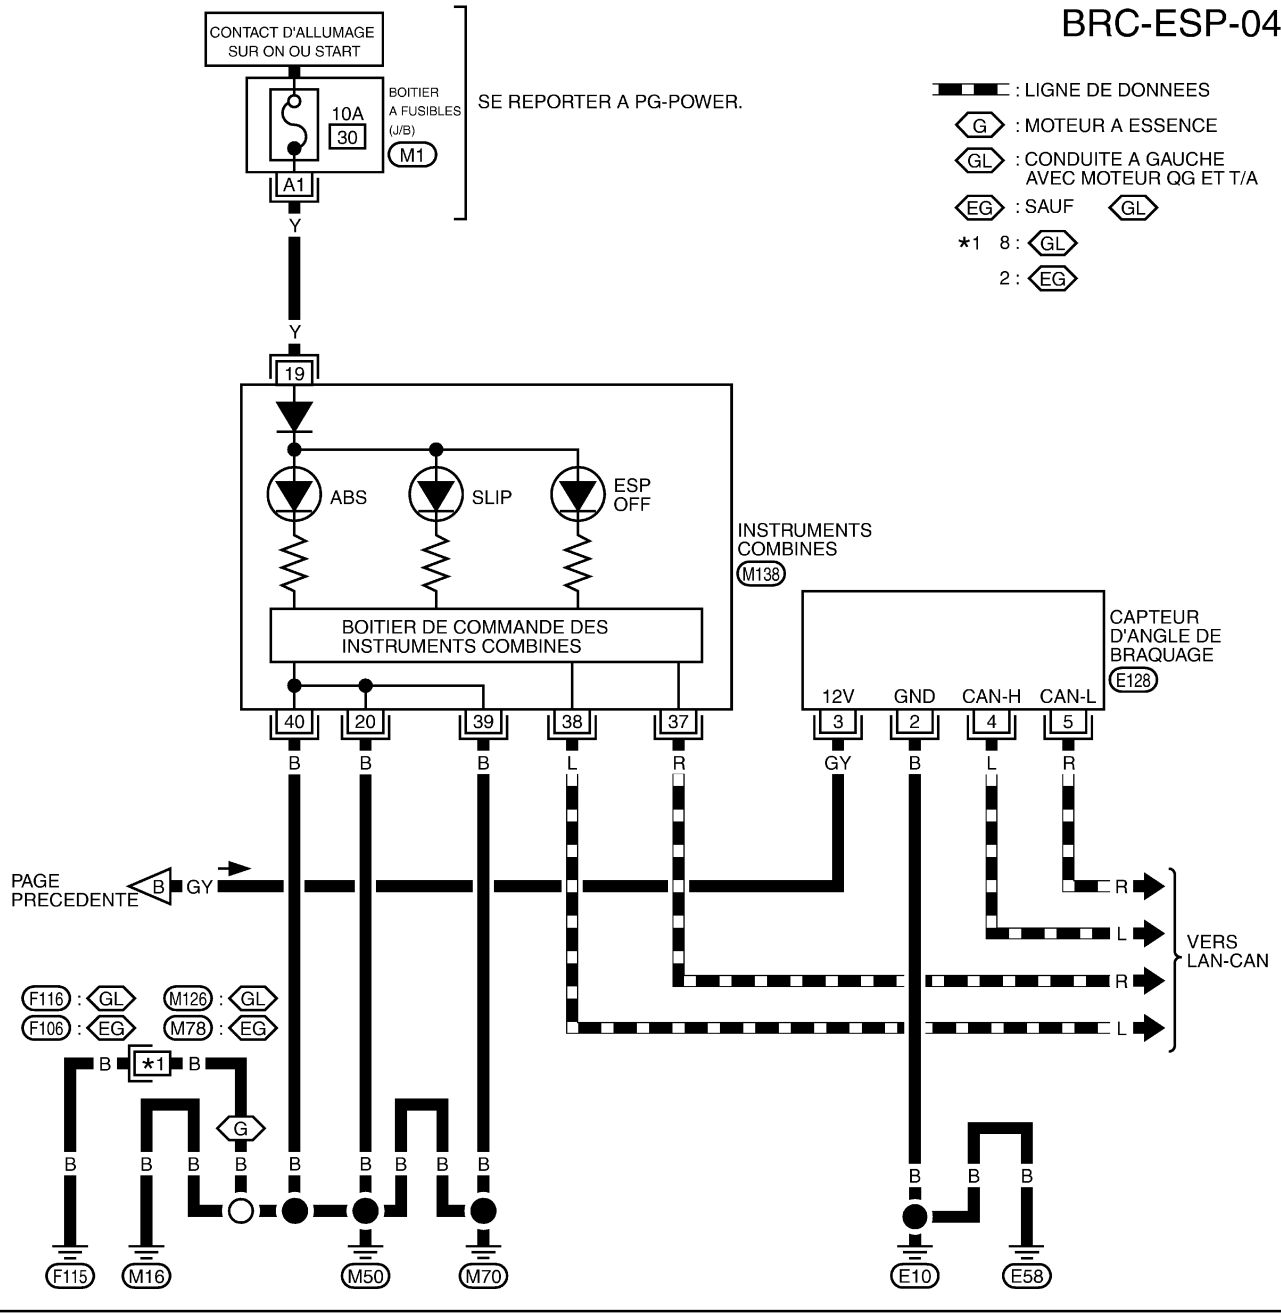 BRC-ESP-04
CONTACT D'ALLUMAGE
SUR ON OU START
BOITIER
A FUSIBLES
(J/B)
M1
10A
30
SE REPORTER A PG-POWER.
A1
Y
Y
: LIGNE DE DONNEES
G : MOTEUR A ESSENCE
GL : CONDUITE A GAUCHE
AVEC MOTEUR QG ET T/A
EG : SAUF GL
*1 8 : GL
2 : EG
19
ABS
SLIP
ESP
OFF
INSTRUMENTS
COMBINES
M138
BOITIER DE COMMANDE DES
INSTRUMENTS COMBINES
CAPTEUR
D'ANGLE DE
BRAQUAGE
E128
12V GND CAN-H CAN-L
40 20 39 38 37 3 2 4 5
B B B L R GY B L R
PAGE
PRECEDENTE
B GY
R
L
R
L
VERS
LAN-CAN
F116 : GL M126 : GL
F106 : EG M78 : EG
B *1 B
G
B B B B B B B B B
B B B
F115 M16 M50 M70 E10 E58